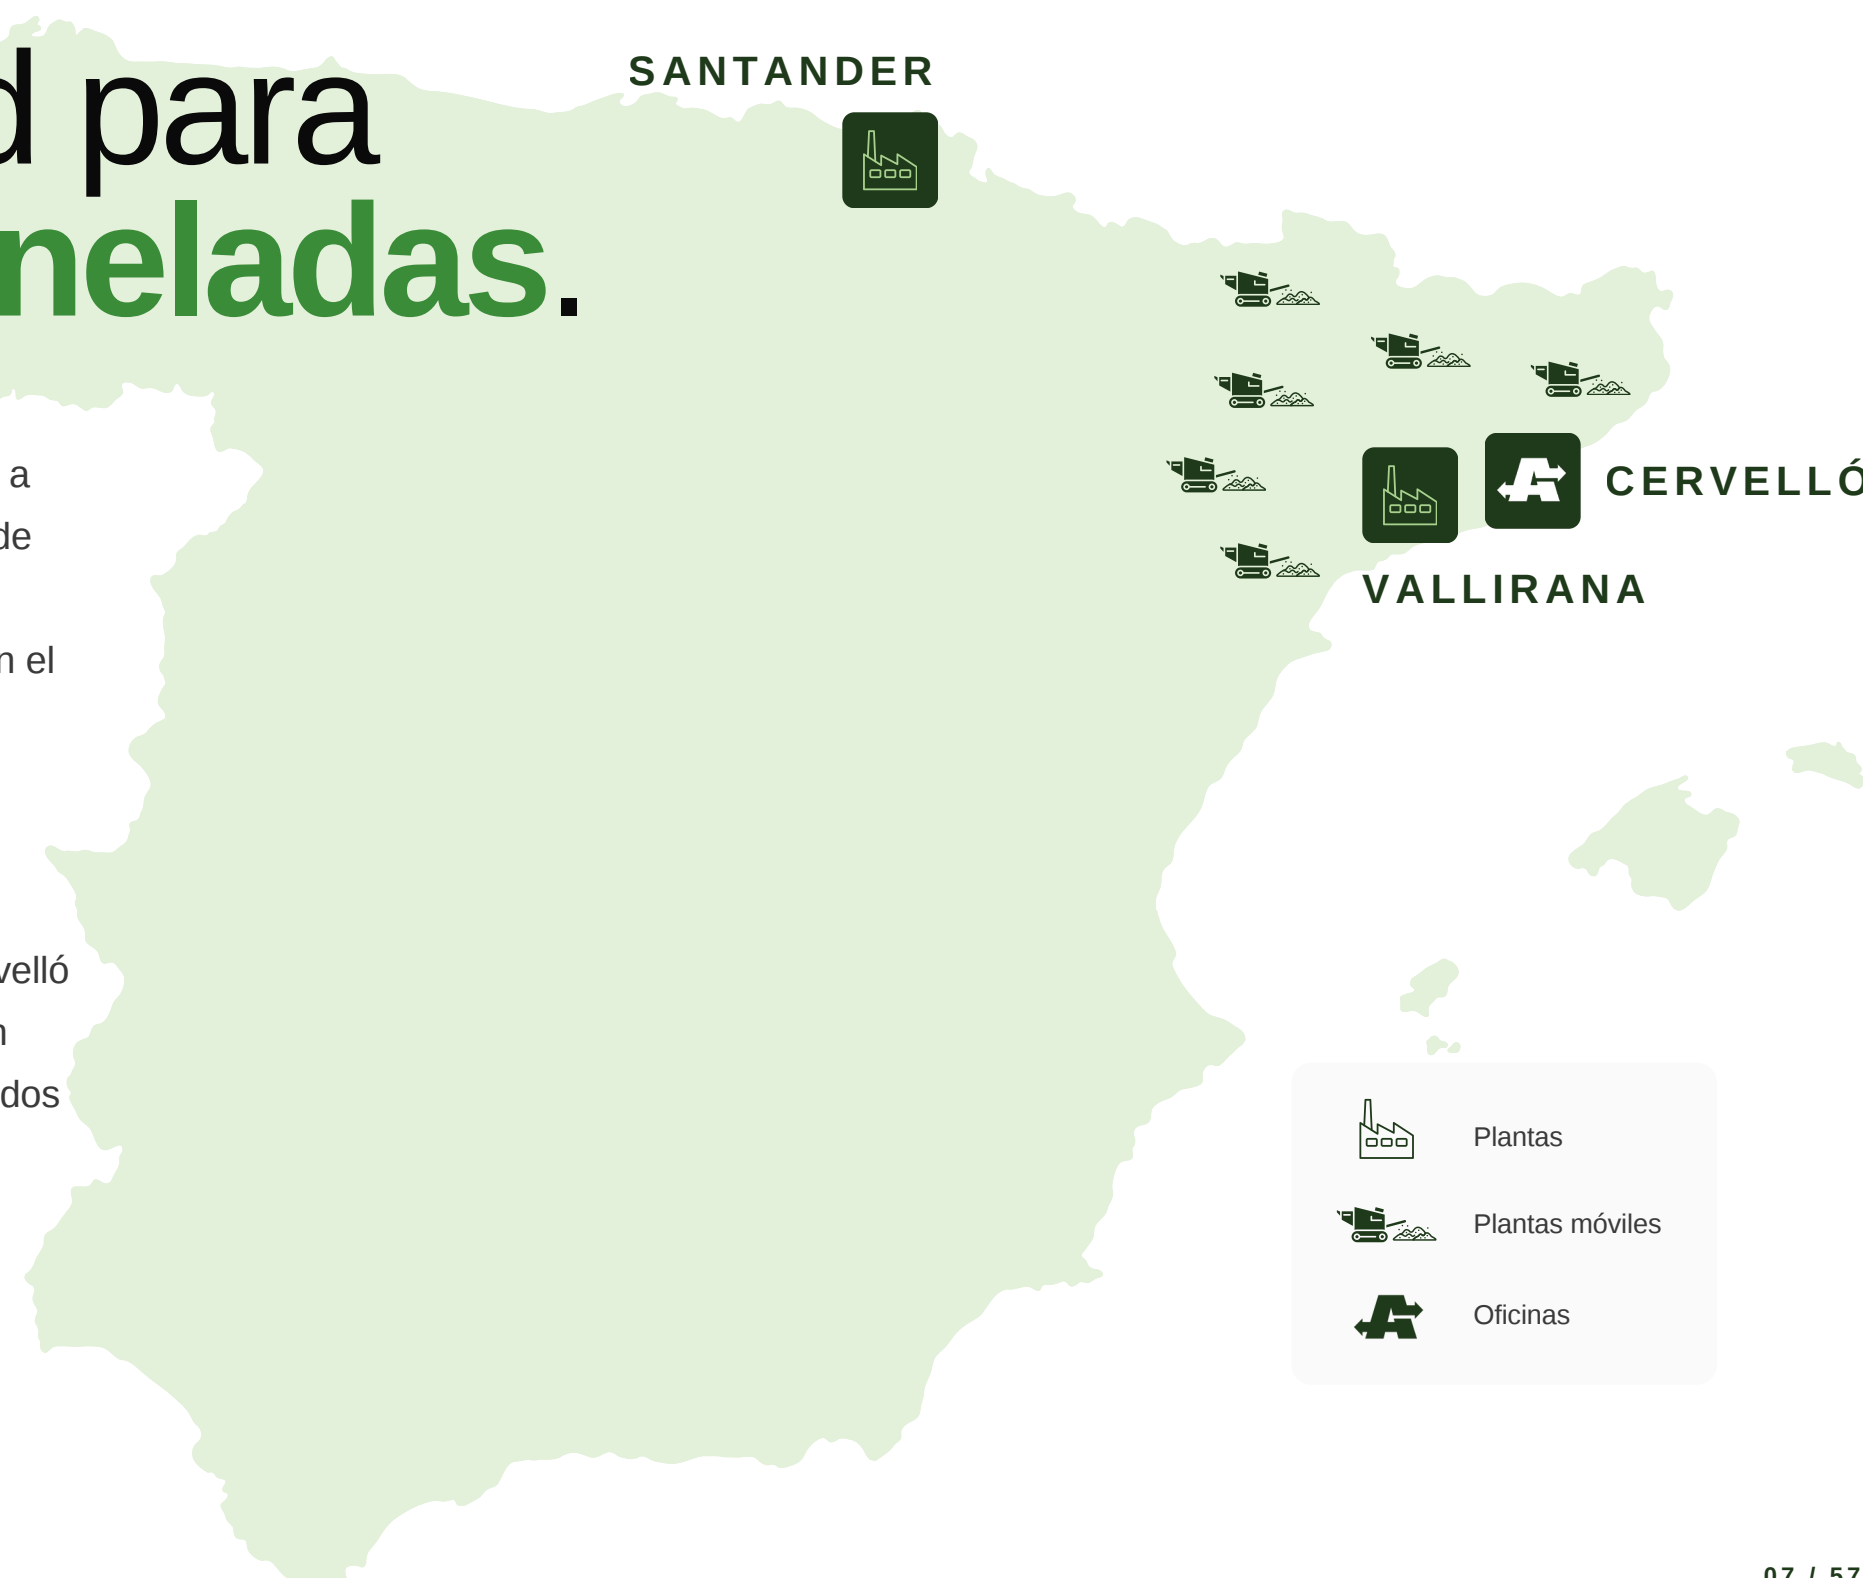 d para
neladas.
SANTANDER
a
de
n el
CERVELLÓ
VALLIRANA
velló
n
dos
Plantas
Plantas móviles
Oficinas
07 / 57